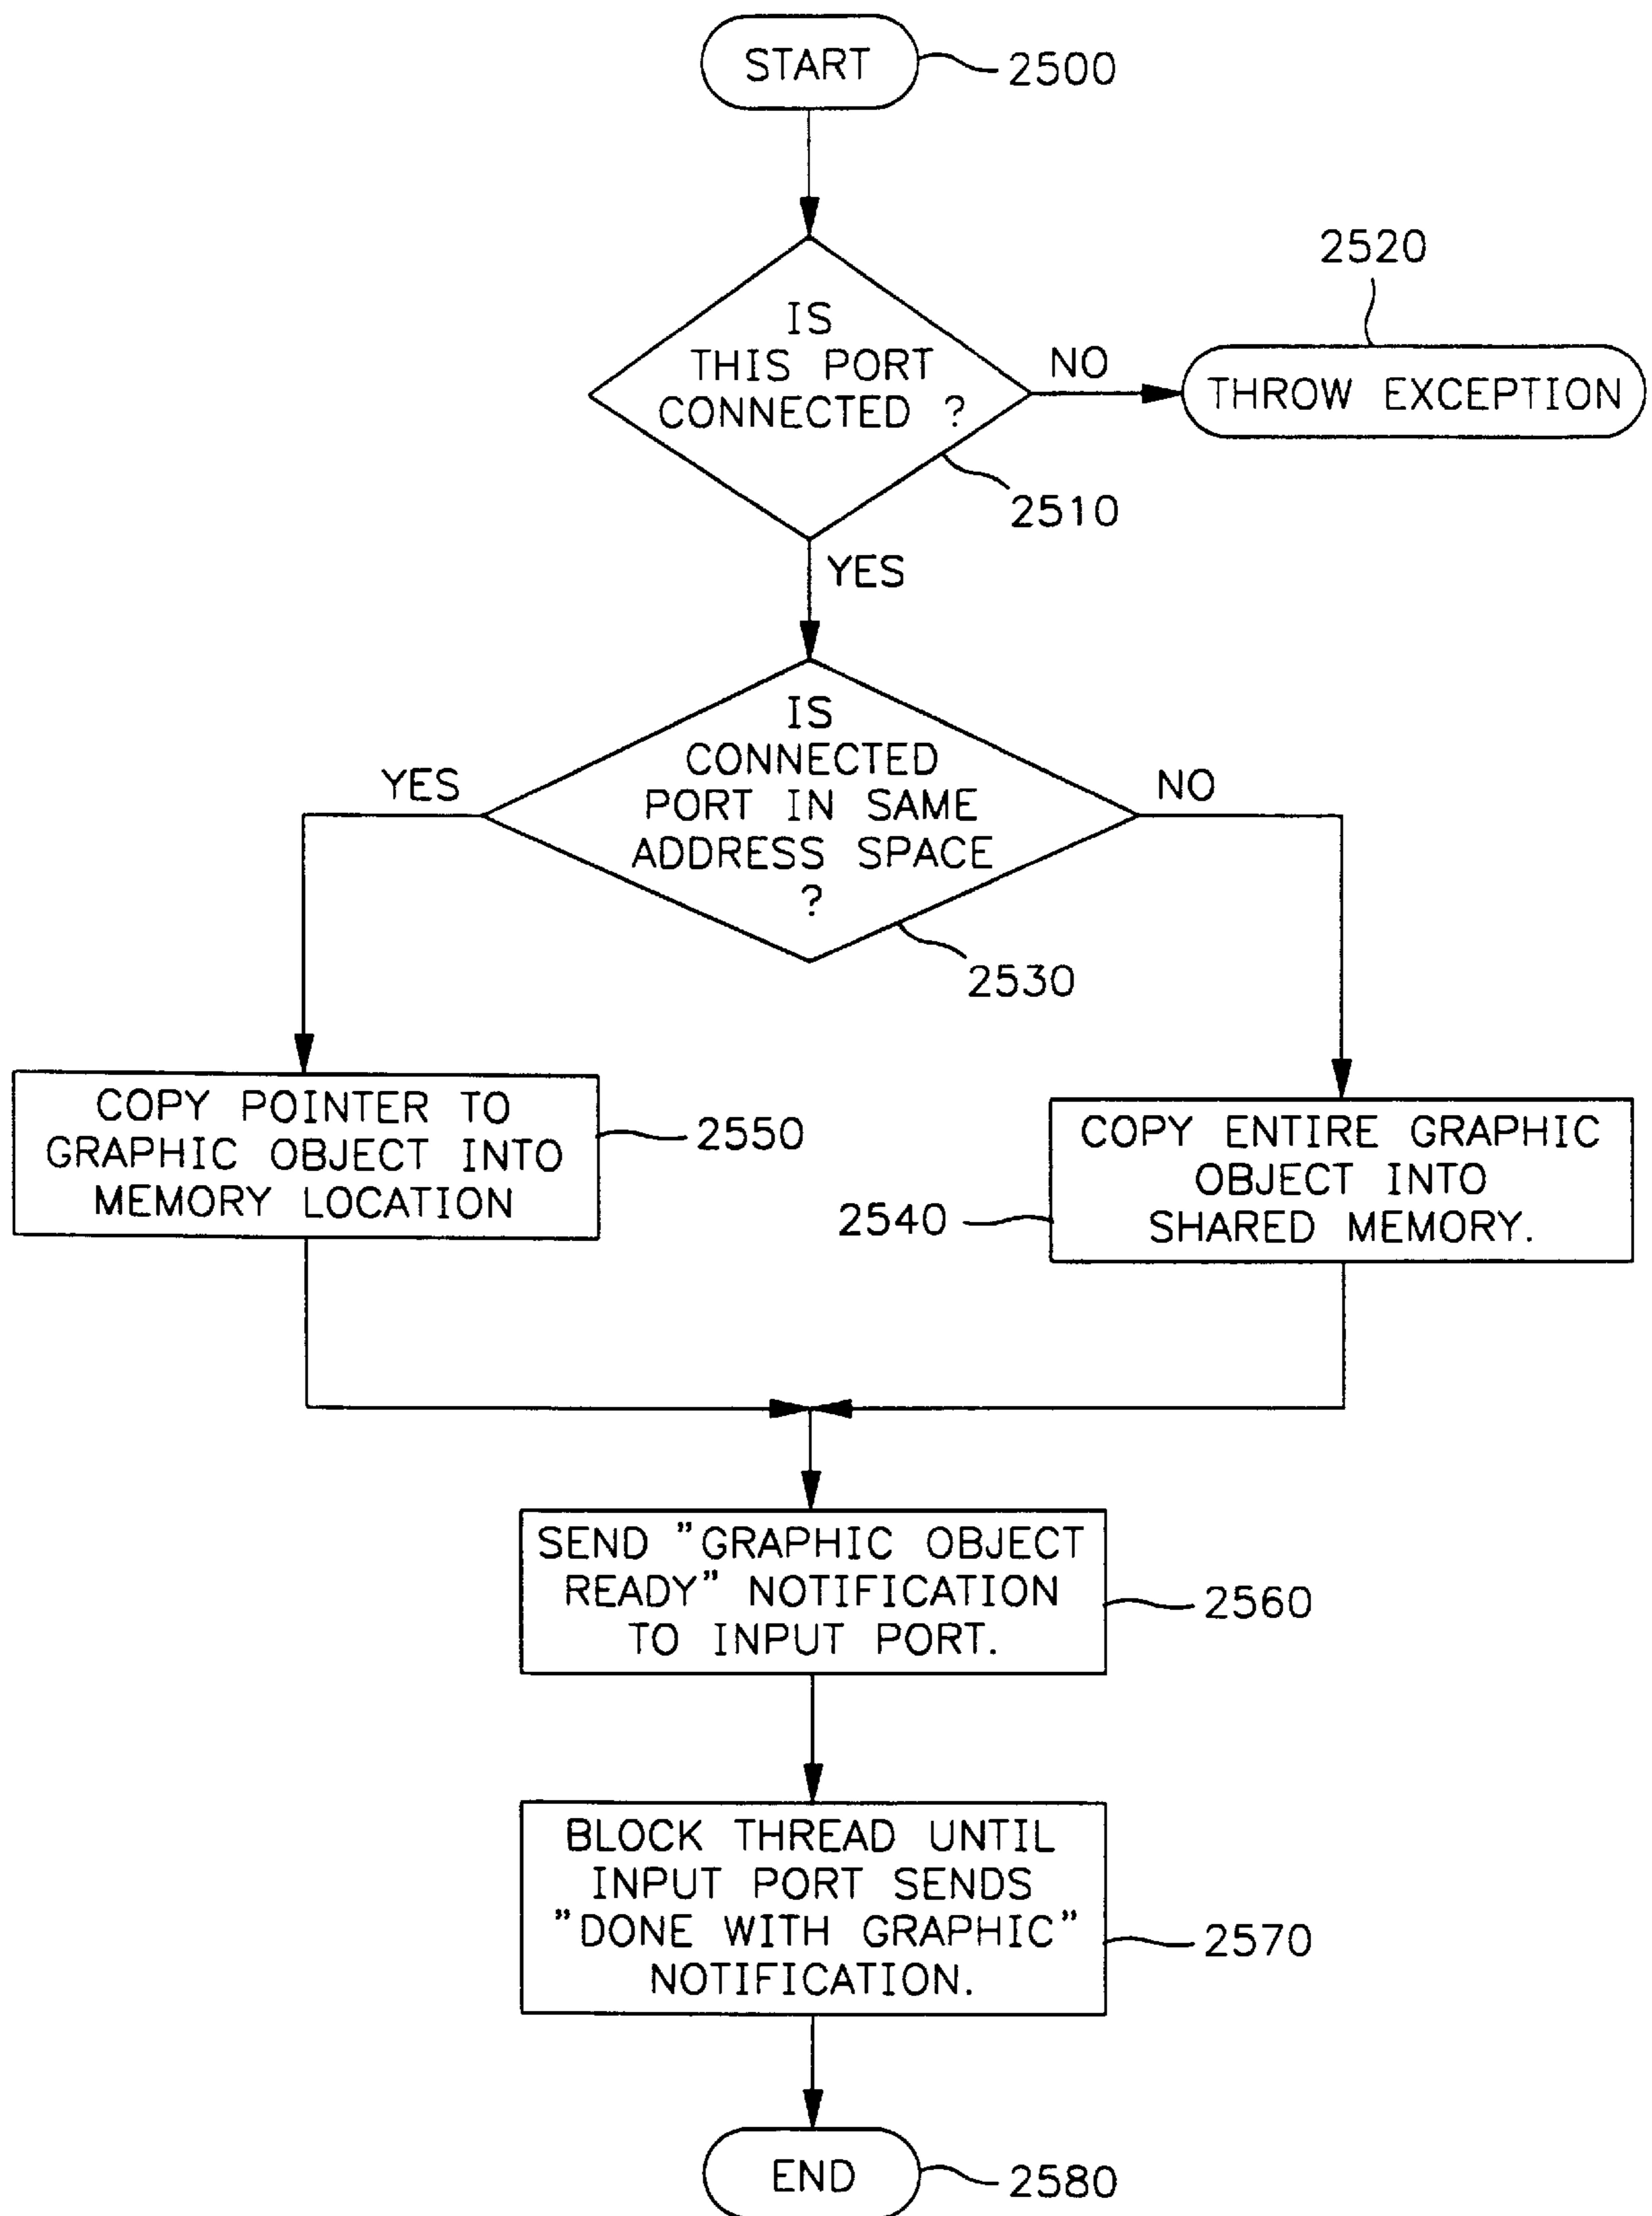 START
2500
IS
THIS PORT
CONNECTED ?
NO
2520
THROW EXCEPTION
2510
YES
IS
CONNECTED
PORT IN SAME
ADDRESS SPACE
?
YES
NO
2530
COPY POINTER TO
GRAPHIC OBJECT INTO
MEMORY LOCATION
2550
COPY ENTIRE GRAPHIC
OBJECT INTO
SHARED MEMORY.
2540
SEND "GRAPHIC OBJECT
READY" NOTIFICATION
TO INPUT PORT.
2560
BLOCK THREAD UNTIL
INPUT PORT SENDS
"DONE WITH GRAPHIC"
NOTIFICATION.
2570
END
2580